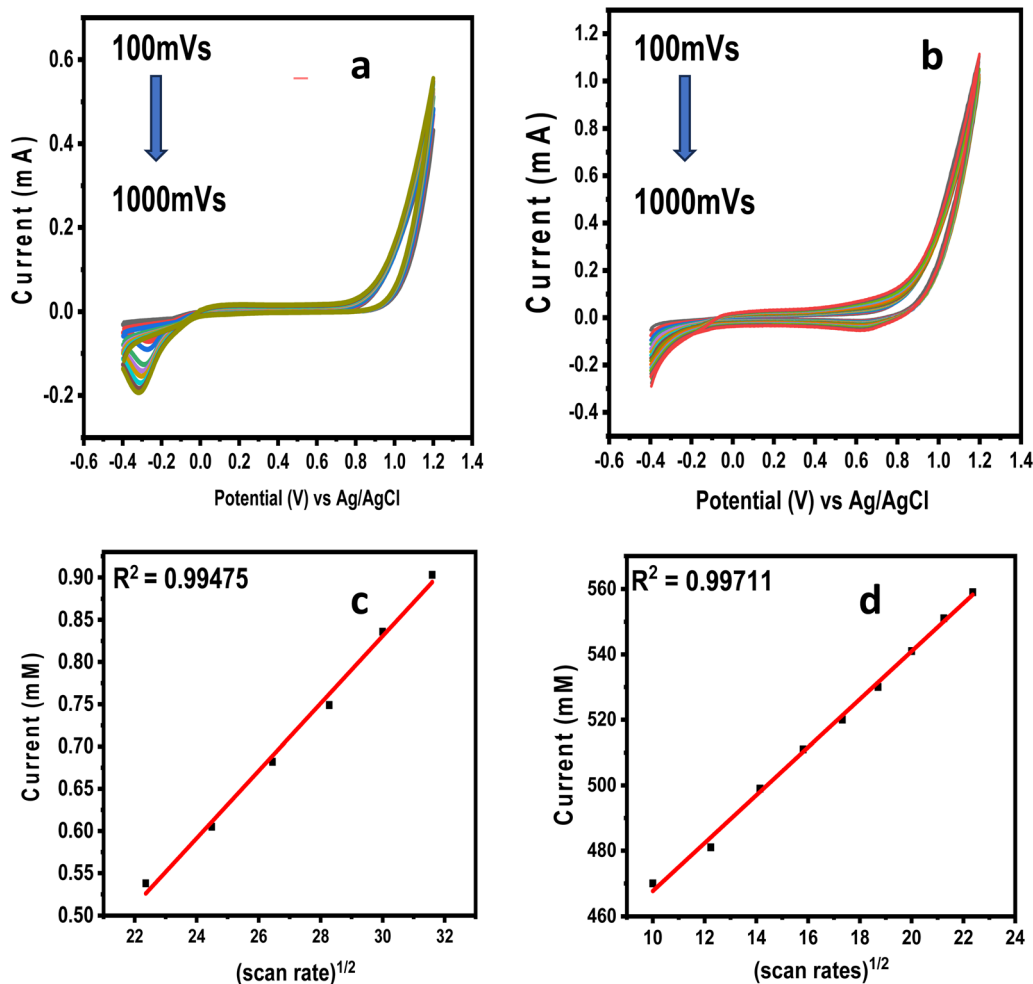 100mVs
a
1000mVs
Current (mA)
0.6
0.4
0.2
0.0
-0.2
-0.6 -0.4 -0.2 0.0 0.2 0.4 0.6 0.8 1.0 1.2 1.4
Potential (V) vs Ag/AgCl
100mVs
b
1000mVs
Current (mA)
1.2
1.0
0.8
0.6
0.4
0.2
0.0
-0.2
-0.4
-0.6 -0.4 -0.2 0.0 0.2 0.4 0.6 0.8 1.0 1.2 1.4
Potential (V) vs Ag/AgCl
R² = 0.99475
c
Current (mM)
0.90
0.85
0.80
0.75
0.70
0.65
0.60
0.55
0.50
22 24 26 28 30 32
(scan rate)^1/2
R² = 0.99711
d
Current (mM)
560
540
520
500
480
460
10 12 14 16 18 20 22 24
(scan rates)^1/2